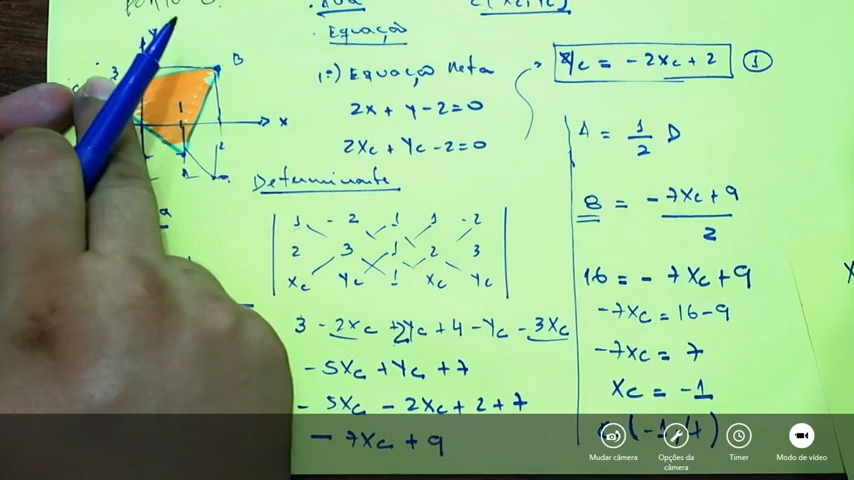 Equação
1º) Equação Reta
2x + y - 2 = 0
2xc + yc - 2 = 0
Determinante
1 -2 1 1 -2
2 3 1 2 3
xc yc 1 xc yc
3 - 2xc + 2yc + 4 - yc - 3xc
- 5xc + yc + 7
- 5xc - 2xc + 2 + 7
- 7xc + 9
yc = - 2xc + 2 ①
A = 1/2 D
8 = - 7xc + 9
2
16 = - 7xc + 9
- 7xc = 16 - 9
- 7xc = 7
xc = - 1
B
x
Mudar câmera
Opções da câmera
Timer
Modo de vídeo